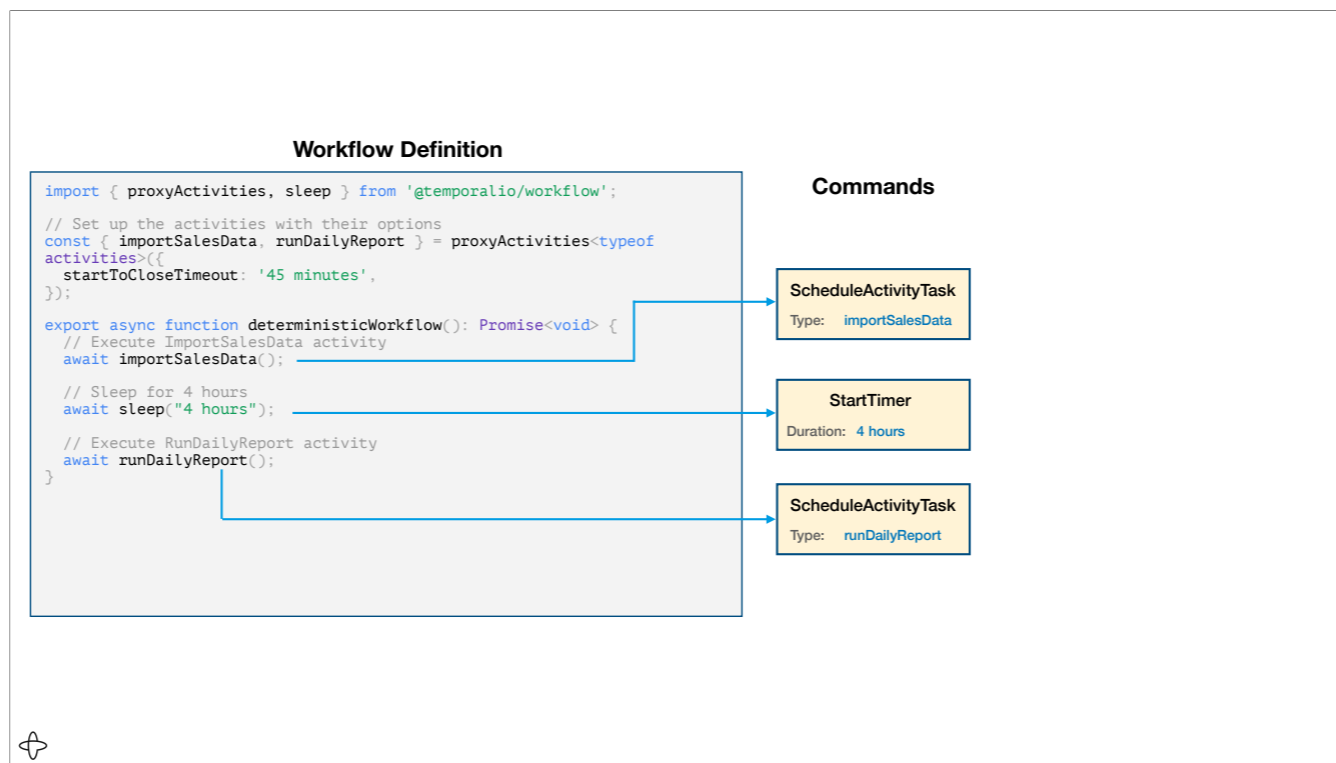 Workflow Definition
import { proxyActivities, sleep } from '@temporalio/workflow';
// Set up the activities with their options
const { importSalesData, runDailyReport } = proxyActivities<typeof
activities>({
  startToCloseTimeout: '45 minutes',
});
export async function deterministicWorkflow(): Promise<void> {
  // Execute ImportSalesData activity
  await importSalesData();
  // Sleep for 4 hours
  await sleep("4 hours");
  // Execute RunDailyReport activity
  await runDailyReport();
}
Commands
ScheduleActivityTask
Type: importSalesData
StartTimer
Duration: 4 hours
ScheduleActivityTask
Type: runDailyReport